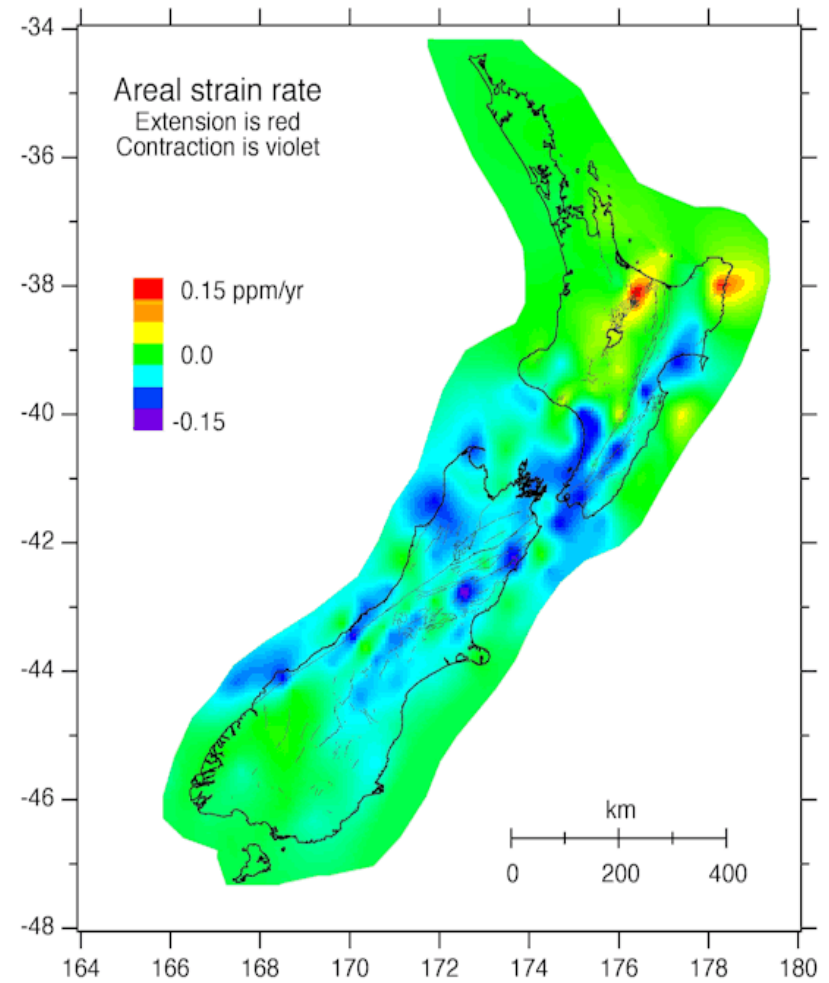 Areal strain rate
Extension is red
Contraction is violet
0.15 ppm/yr
0.0
-0.15
-34
-36
-38
-40
-42
-44
-46
-48
km
0 200 400
164 166 168 170 172 174 176 178 180